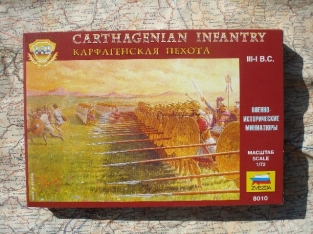 CARTHAGENIAN INFANTRY
КАРФАГЕНСКАЯ ПЕХОТА
III-I B.C.
ВОЕННО-
ИСТОРИЧЕСКИЕ
МИНИАТЮРЫ
МАСШТАБ
SCALE
1/72
ZVEZDA
8010